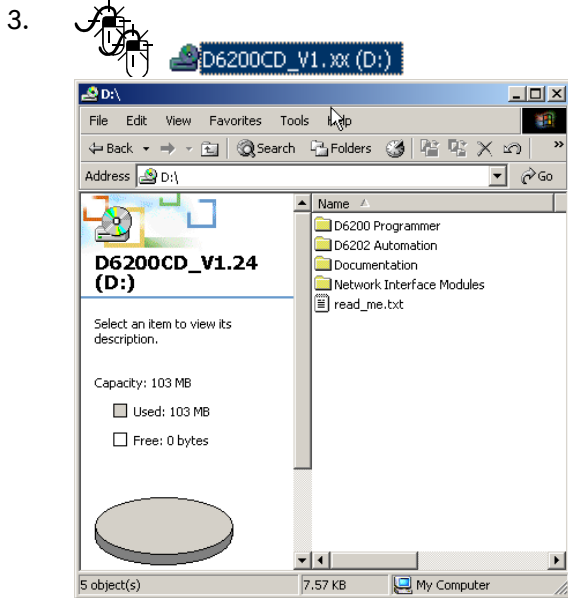 3.
D6200CD_V1.xx (D:)
D:\
File Edit View Favorites Tools Help
Back Search Folders »
Address D:\ Go
D6200CD_V1.24
(D:)
Select an item to view its
description.
Capacity: 103 MB
Used: 103 MB
Free: 0 bytes
Name
D6200 Programmer
D6202 Automation
Documentation
Network Interface Modules
read_me.txt
5 object(s) 7.57 KB My Computer